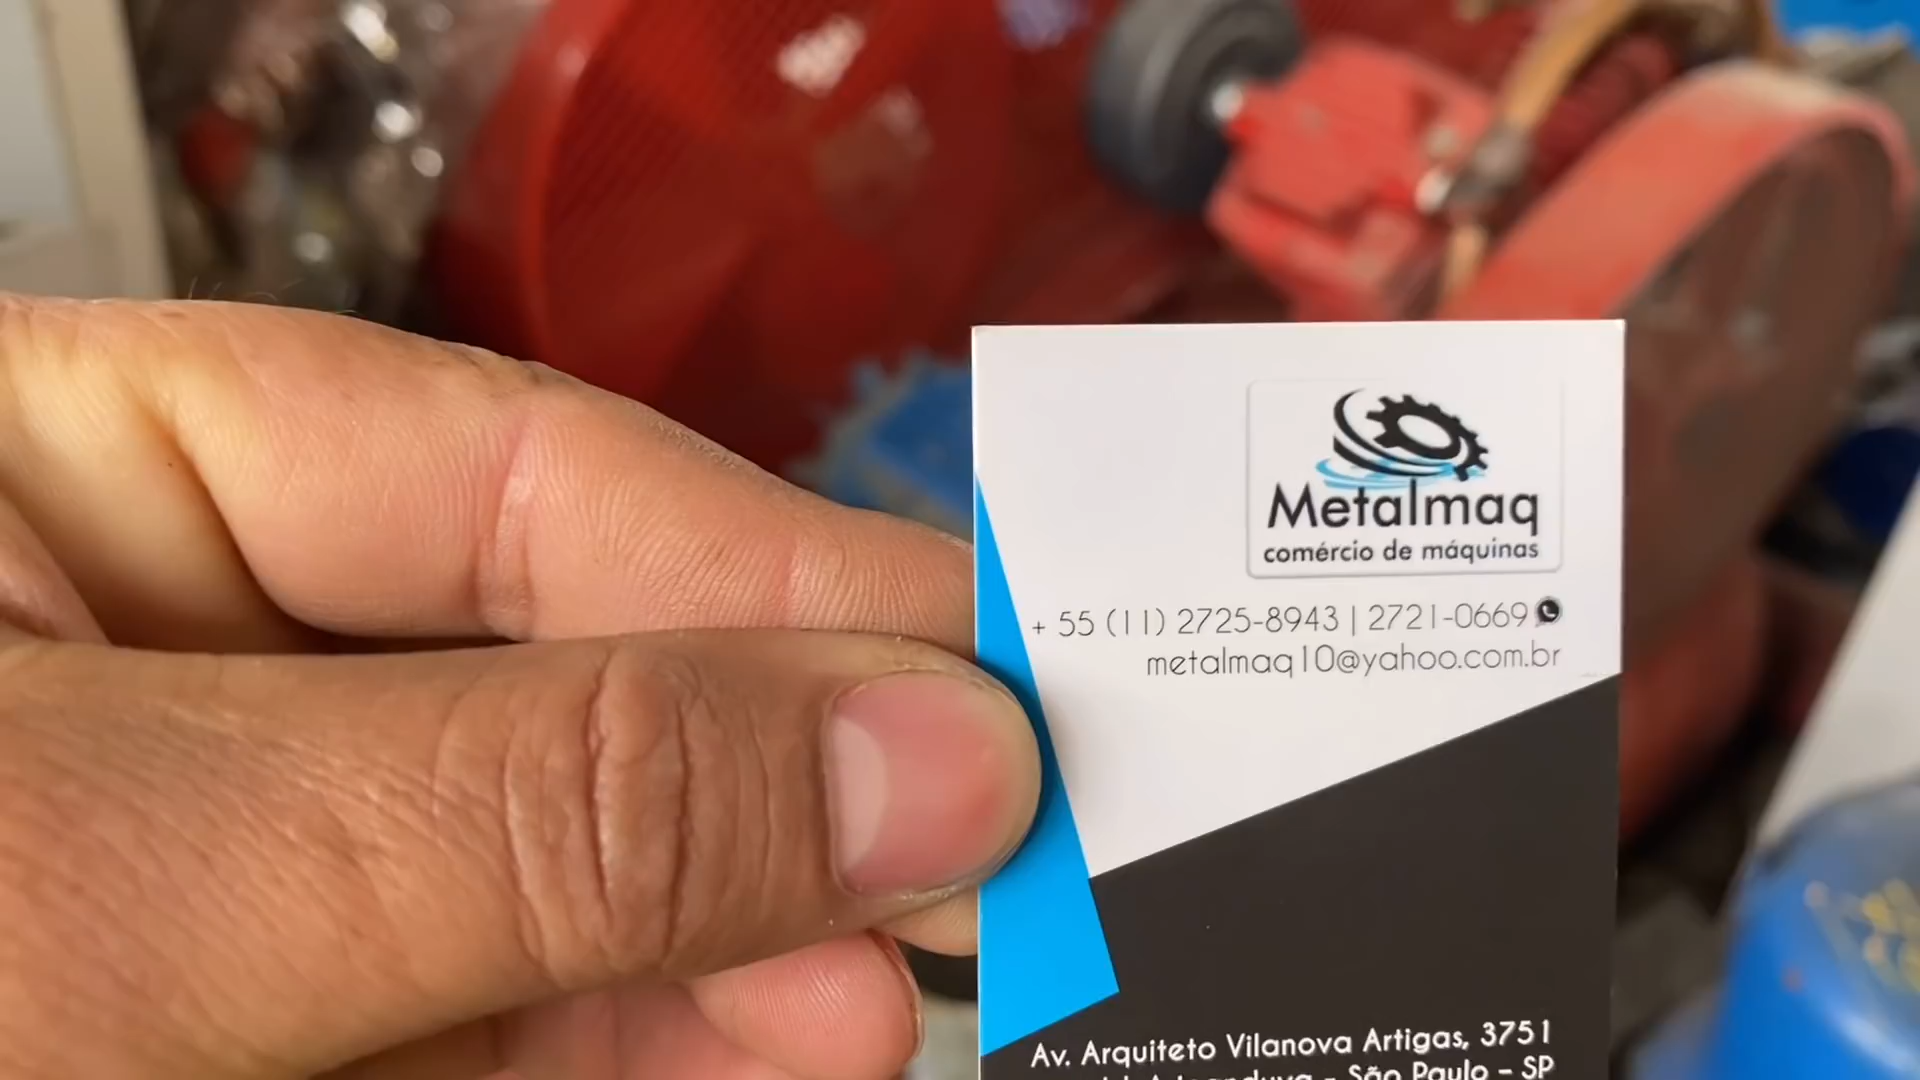 Metalmaq
comércio de máquinas
+ 55 (11) 2725-8943 | 2721-0669
metalmaq10@yahoo.com.br
Av. Arquiteto Vilanova Artigas, 3751
- São Paulo - SP